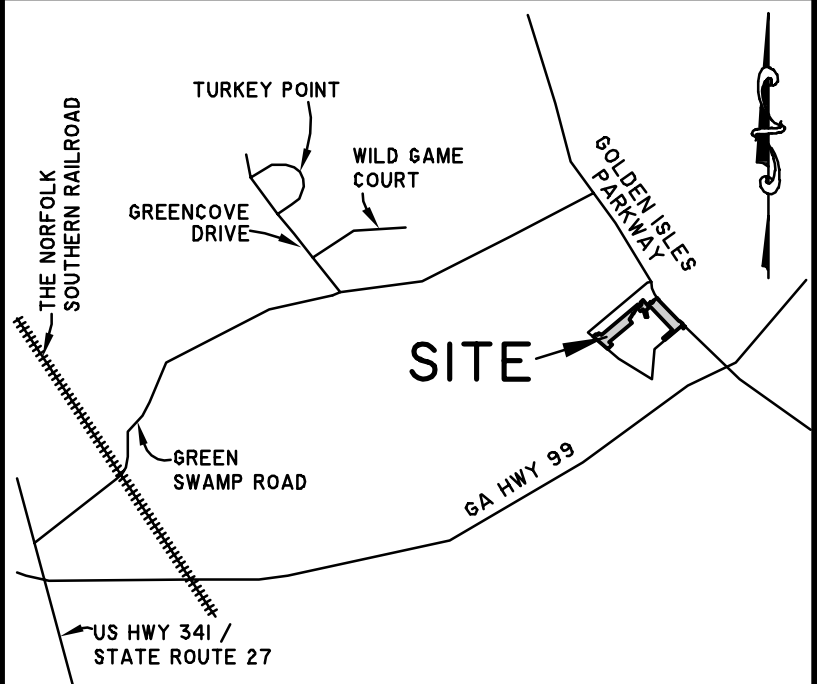 TURKEY POINT
WILD GAME
COURT
GREENCOVE
DRIVE
THE NORFOLK
SOUTHERN RAILROAD
GOLDEN ISLES
PARKWAY
SITE
GREEN
SWAMP ROAD
GA HWY 99
US HWY 341 /
STATE ROUTE 27